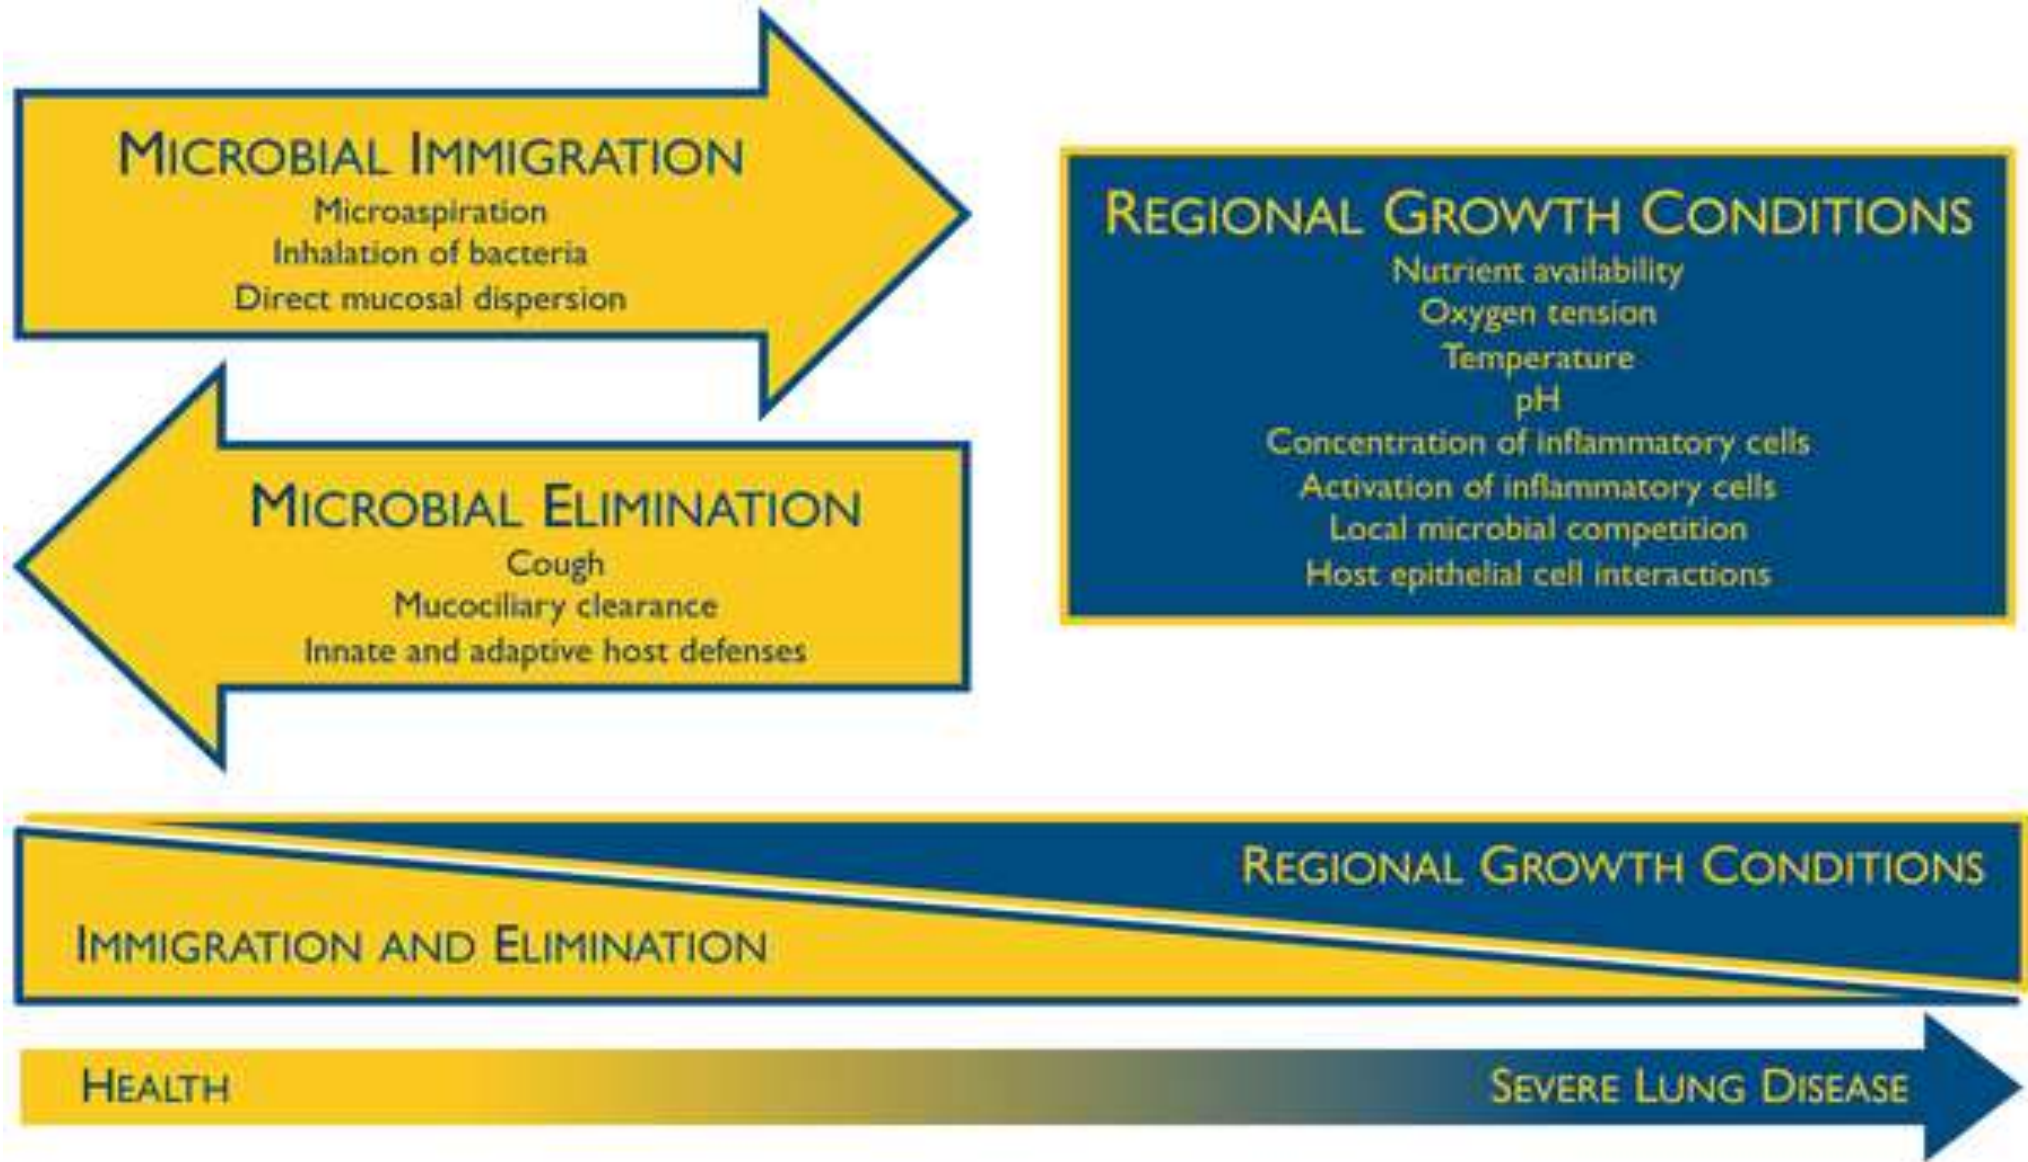 MICROBIAL IMMIGRATION
Microaspiration
Inhalation of bacteria
Direct mucosal dispersion
MICROBIAL ELIMINATION
Cough
Mucociliary clearance
Innate and adaptive host defenses
REGIONAL GROWTH CONDITIONS
Nutrient availability
Oxygen tension
Temperature
pH
Concentration of inflammatory cells
Activation of inflammatory cells
Local microbial competition
Host epithelial cell interactions
REGIONAL GROWTH CONDITIONS
IMMIGRATION AND ELIMINATION
HEALTH
SEVERE LUNG DISEASE